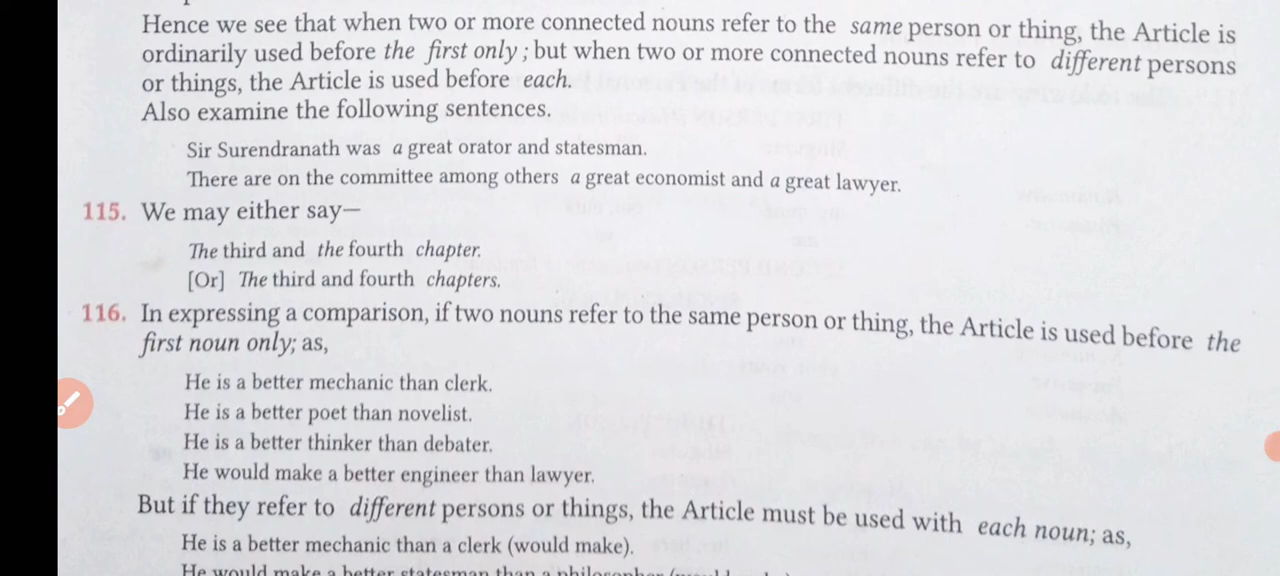 Hence we see that when two or more connected nouns refer to the same person or thing, the Article is
ordinarily used before the first only; but when two or more connected nouns refer to different persons
or things, the Article is used before each.
Also examine the following sentences.
Sir Surendranath was a great orator and statesman.
There are on the committee among others a great economist and a great lawyer.
115. We may either say—
The third and the fourth chapter.
[Or] The third and fourth chapters.
116. In expressing a comparison, if two nouns refer to the same person or thing, the Article is used before the
first noun only; as,
He is a better mechanic than clerk.
He is a better poet than novelist.
He is a better thinker than debater.
He would make a better engineer than lawyer.
But if they refer to different persons or things, the Article must be used with each noun; as,
He is a better mechanic than a clerk (would make).
He would make a better statesman than a philosopher